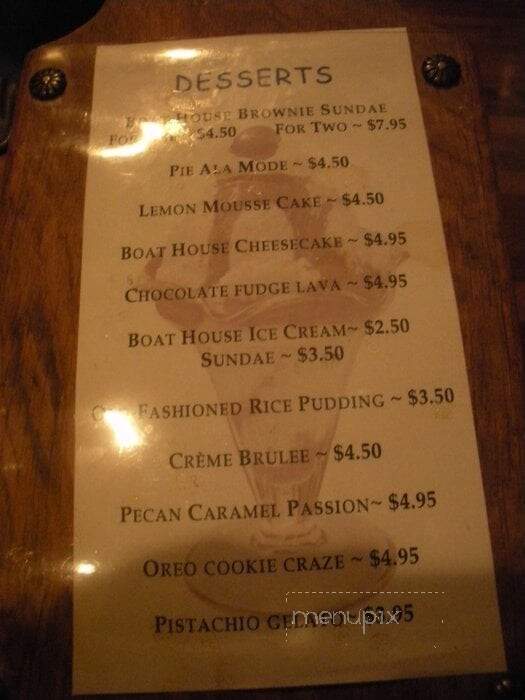 DESSERTS
BOAT HOUSE BROWNIE SUNDAE
FOR $4.50 FOR TWO ~ $7.95
PIE ALA MODE ~ $4.50
LEMON MOUSSE CAKE ~ $4.50
BOAT HOUSE CHEESECAKE ~ $4.95
CHOCOLATE FUDGE LAVA ~ $4.95
BOAT HOUSE ICE CREAM~ $2.50
SUNDAE ~ $3.50
FASHIONED RICE PUDDING ~ $3.50
CRÈME BRULEE ~ $4.50
PECAN CARAMEL PASSION~ $4.95
OREO COOKIE CRAZE ~ $4.95
PISTACHIO GELATO ~
menupix